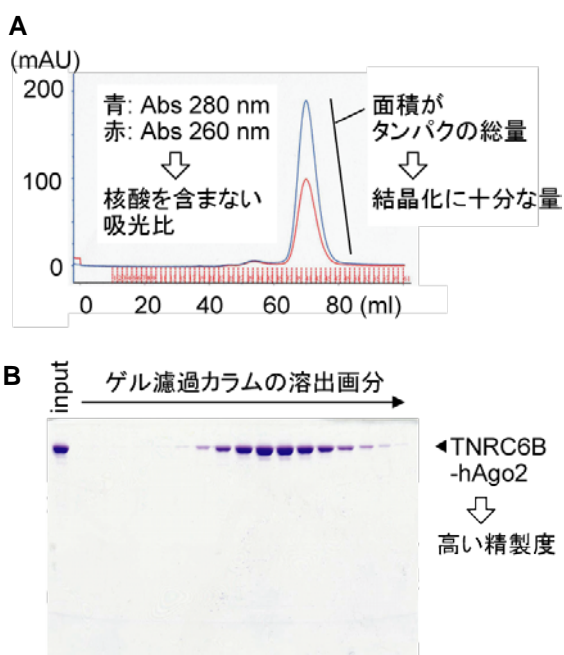 A
(mAU)
200
100
0
青: Abs 280 nm
赤: Abs 260 nm
核酸を含まない
吸光比
面積が
タンパクの総量
結晶化に十分な量
0 20 40 60 80 (ml)
B
input
ゲル濾過カラムの溶出画分
TNRC6B
-hAgo2
高い精製度